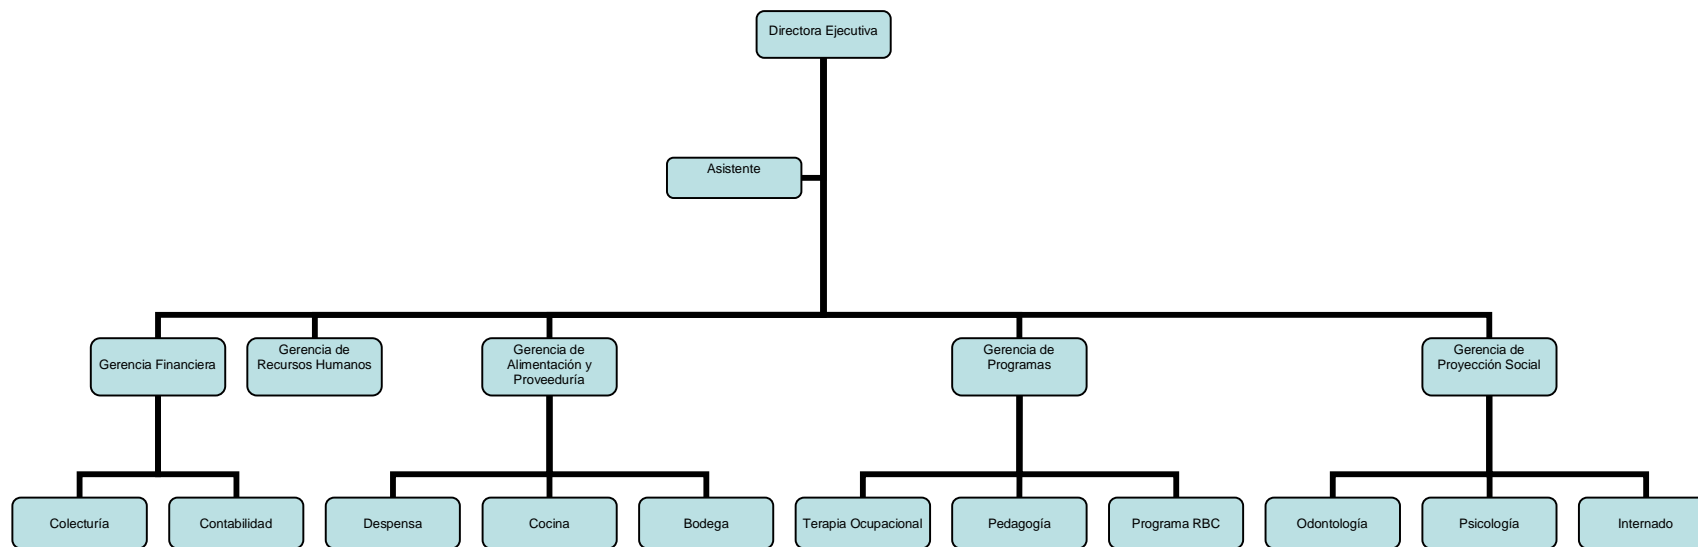 Directora Ejecutiva
Asistente
Gerencia Financiera
Gerencia de
Recursos Humanos
Gerencia de
Alimentación y
Proveeduría
Gerencia de
Programas
Gerencia de
Proyección Social
Colecturía
Contabilidad
Despensa
Cocina
Bodega
Terapia Ocupacional
Pedagogía
Programa RBC
Odontología
Psicología
Internado